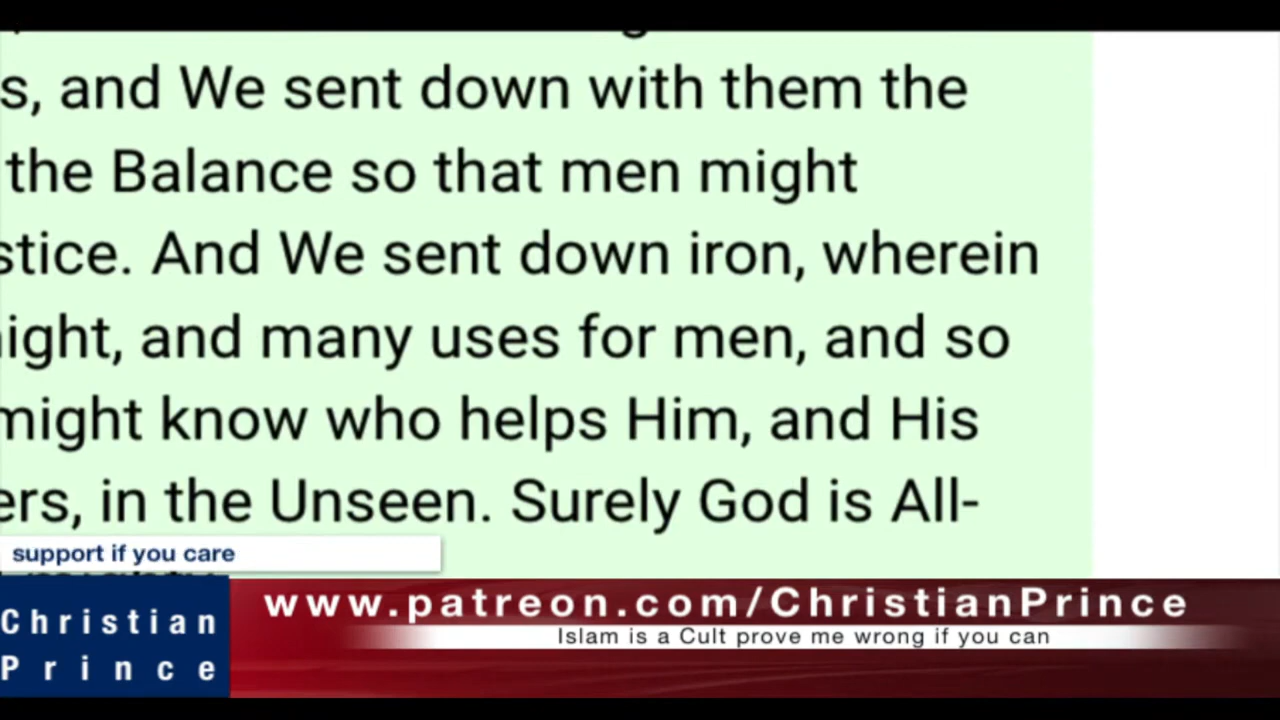 s, and We sent down with them the
the Balance so that men might
stice. And We sent down iron, wherein
ight, and many uses for men, and so
might know who helps Him, and His
ers, in the Unseen. Surely God is All-
support if you care
Christian
Prince
www.patreon.com/ChristianPrince
Islam is a Cult prove me wrong if you can